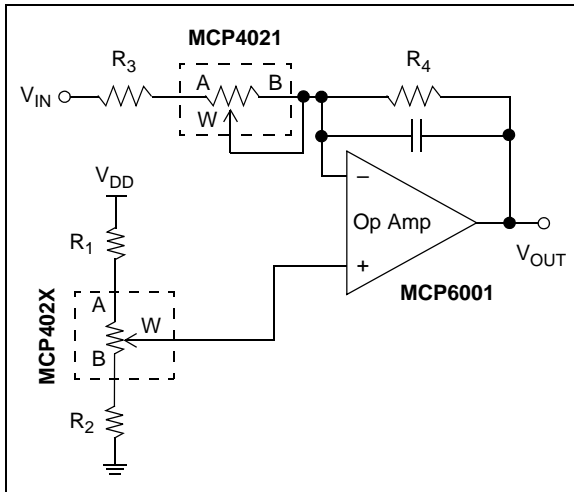 MCP4021
R3
A
B
R4
VIN
W
VDD
−
Op Amp
R1
VOUT
+
MCP6001
MCP402X
A
W
B
R2